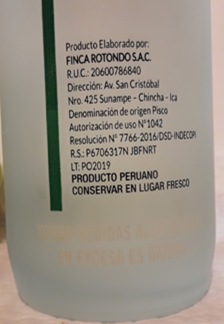 Producto Elaborado por:
FINCA ROTONDO S.A.C.
R.U.C.: 20600786840
Dirección: Av. San Cristóbal
Nro. 425 Sunampe - Chincha - Ica
Denominación de origen Pisco
Autorización de uso N°1042
Resolución N° 7766-2016/DSD-INDECOPI
R.S.: P6706317N JBFNRT
LT: PO2019
PRODUCTO PERUANO
CONSERVAR EN LUGAR FRESCO